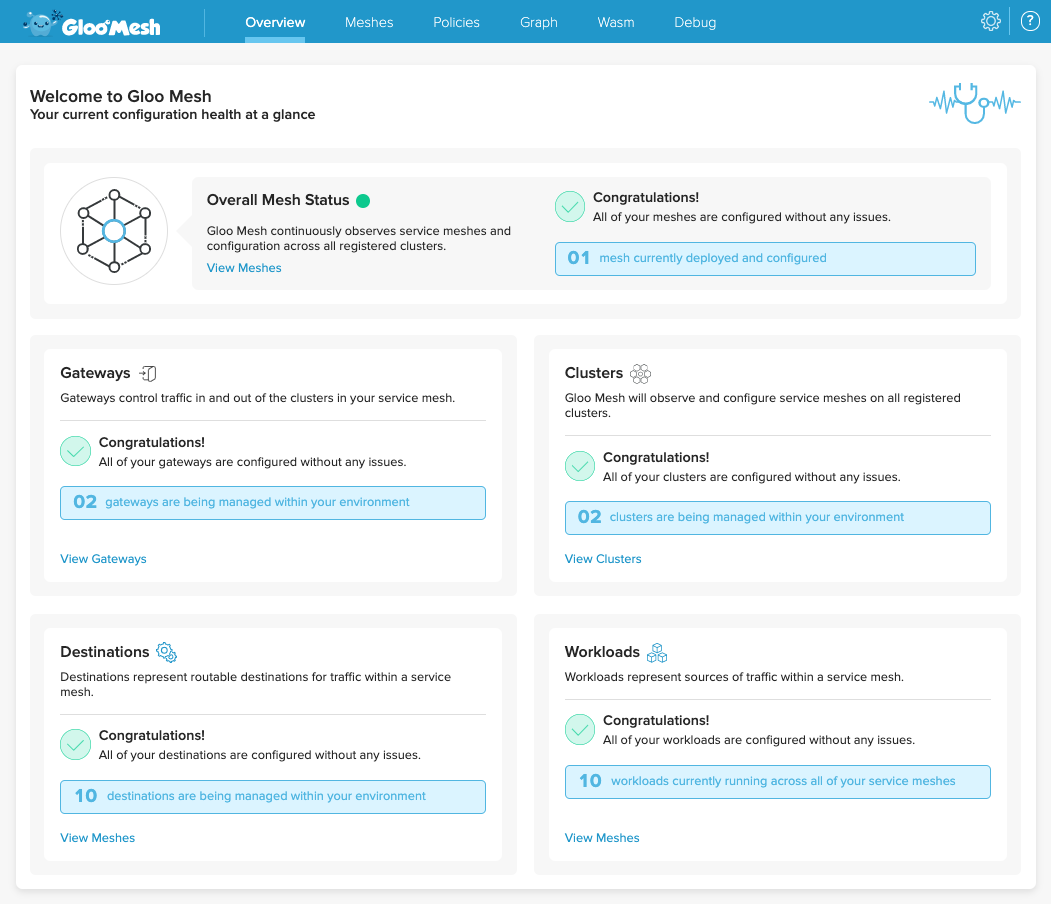 Gloo Mesh
Overview
Meshes
Policies
Graph
Wasm
Debug
?
Welcome to Gloo Mesh
Your current configuration health at a glance
Overall Mesh Status
Gloo Mesh continuously observes service meshes and
configuration across all registered clusters.
View Meshes
Congratulations!
All of your meshes are configured without any issues.
01 mesh currently deployed and configured
Gateways
Gateways control traffic in and out of the clusters in your service mesh.
Congratulations!
All of your gateways are configured without any issues.
02 gateways are being managed within your environment
View Gateways
Clusters
Gloo Mesh will observe and configure service meshes on all registered
clusters.
Congratulations!
All of your clusters are configured without any issues.
02 clusters are being managed within your environment
View Clusters
Destinations
Destinations represent routable destinations for traffic within a service
mesh.
Congratulations!
All of your destinations are configured without any issues.
10 destinations are being managed within your environment
View Meshes
Workloads
Workloads represent sources of traffic within a service mesh.
Congratulations!
All of your workloads are configured without any issues.
10 workloads currently running across all of your service meshes
View Meshes